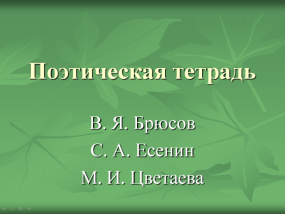 Поэтическая тетрадь
В. Я. Брюсов
С. А. Есенин
М. И. Цветаева